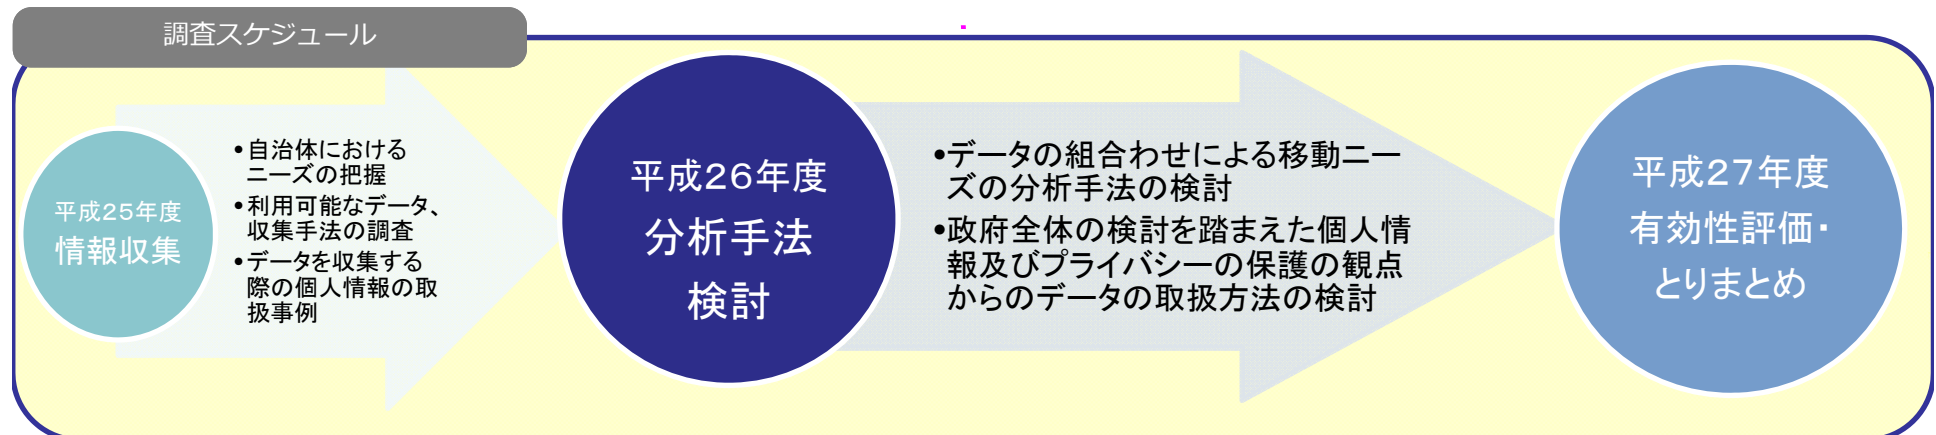 調査スケジュール
平成25年度
情報収集
•自治体における
ニーズの把握
•利用可能なデータ、
収集手法の調査
•データを収集する
際の個人情報の取
扱事例
平成26年度
分析手法
検討
•データの組合わせによる移動ニー
ズの分析手法の検討
•政府全体の検討を踏まえた個人情
報及びプライバシーの保護の観点
からのデータの取扱方法の検討
平成27年度
有効性評価・
とりまとめ